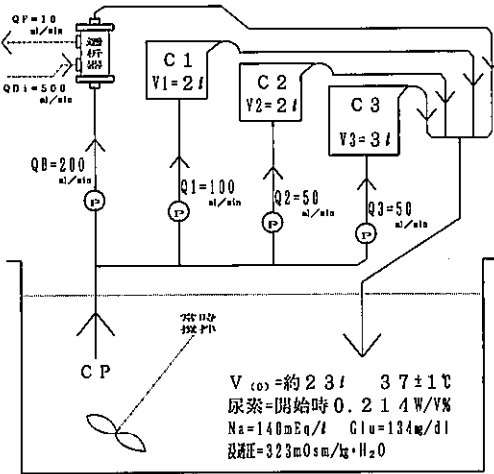 QF=10
ml/min
透析器
QDi=500
ml/min
C1
V1=2ℓ
C2
V2=2ℓ
C3
V3=3ℓ
QB=200
ml/min
Q1=100
ml/min
Q2=50
ml/min
Q3=50
ml/min
P
P
P
P
CP
攪拌
V(0)=約23ℓ 37±1℃
尿素=開始時0.214W/V%
Na=140mEq/ℓ Glu=134mg/dl
浸透圧=323mOsm/kg・H₂O